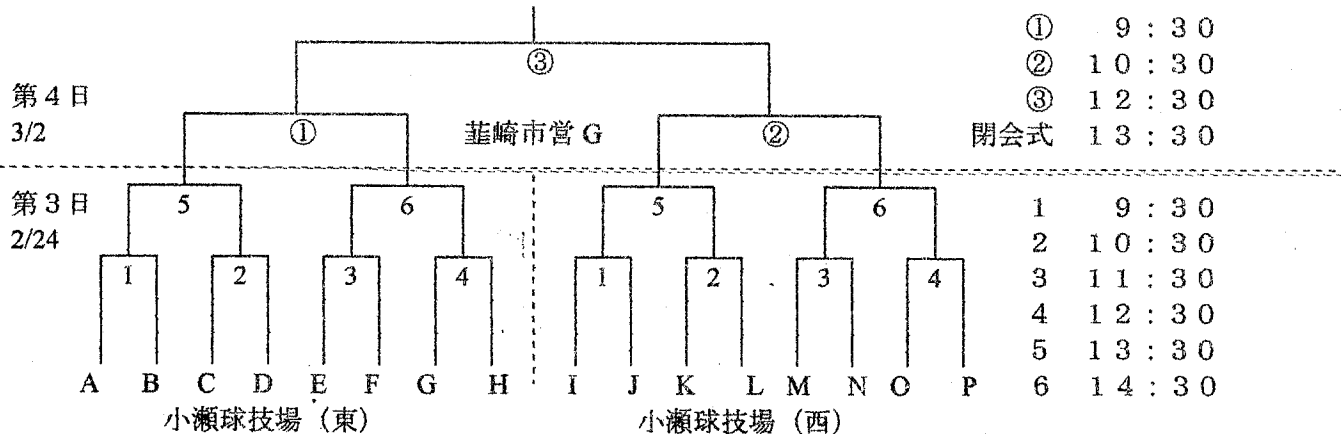 ① 9:30
③
② 10:30
第4日
③ 12:30
3/2 ① 韮崎市営G ② 閉会式 13:30
第3日 5 6 5 6 1 9:30
2/24
2 10:30
1 2 3 4 1 2 3 4 3 11:30
4 12:30
5 13:30
A B C D E F G H I J K L M N O P 6 14:30
小瀬球技場（東） 小瀬球技場（西）